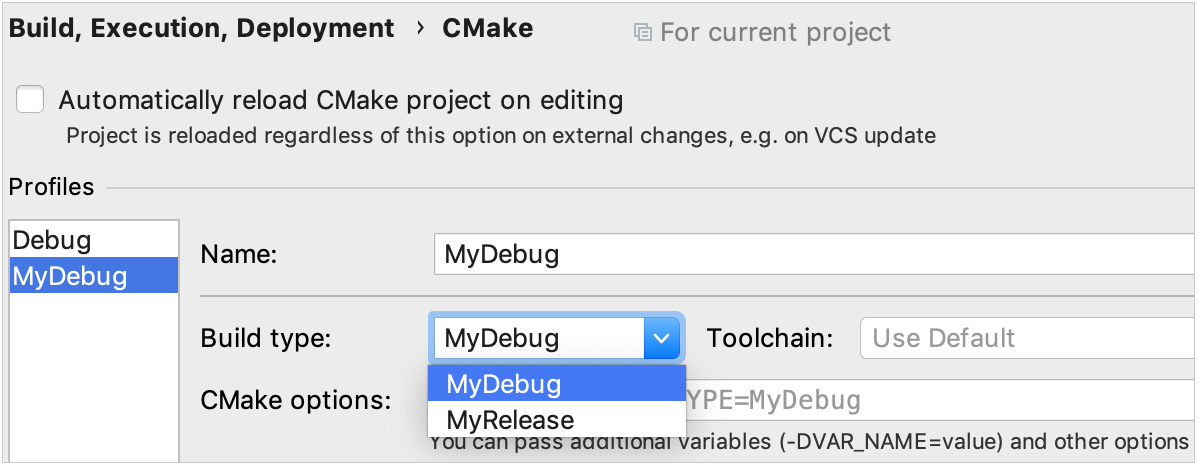 Build, Execution, Deployment › CMake For current project
Automatically reload CMake project on editing
Project is reloaded regardless of this option on external changes, e.g. on VCS update
Profiles
Debug
MyDebug
Name: MyDebug
Build type: MyDebug Toolchain: Use Default
MyDebug
MyRelease
CMake options: YPE=MyDebug
You can pass additional variables (-DVAR_NAME=value) and other options